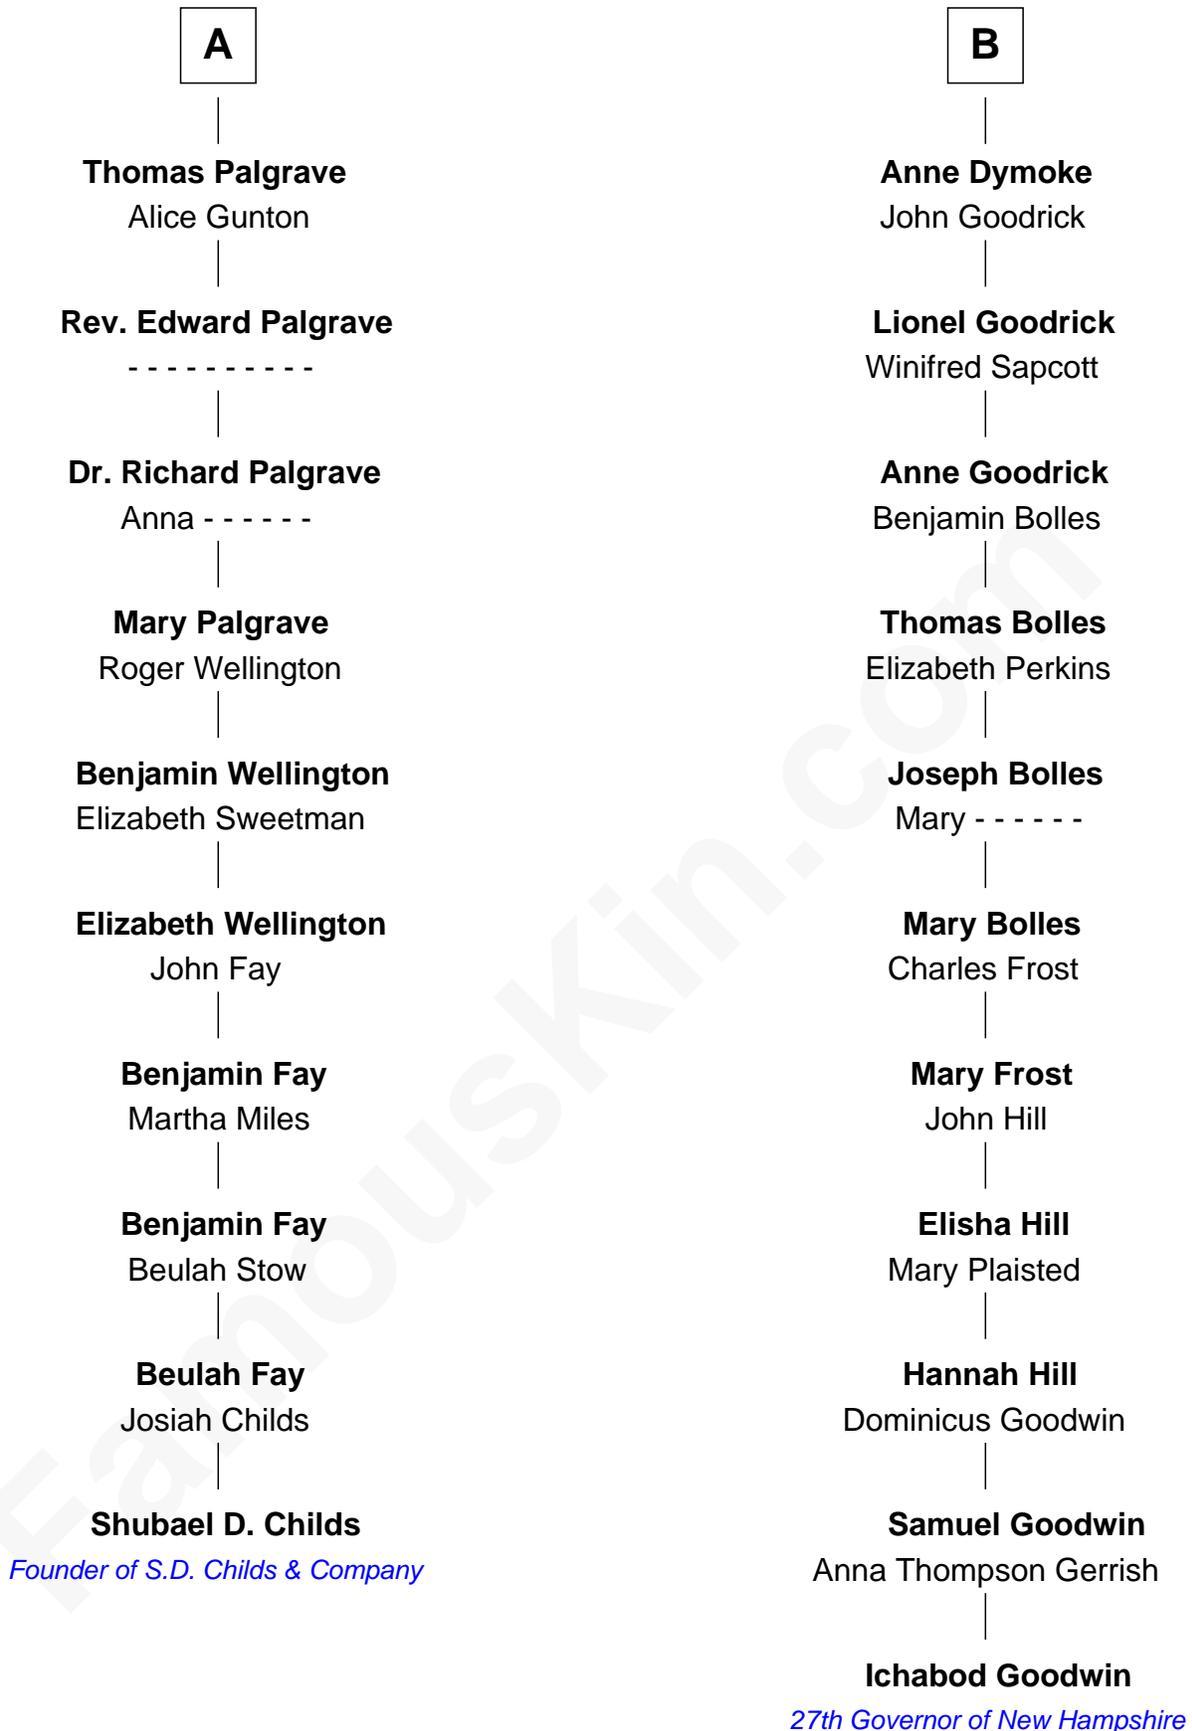 A
Thomas Palgrave
Alice Gunton
Rev. Edward Palgrave
- - - - - - - - - -
Dr. Richard Palgrave
Anna - - - - - -
Mary Palgrave
Roger Wellington
Benjamin Wellington
Elizabeth Sweetman
Elizabeth Wellington
John Fay
Benjamin Fay
Martha Miles
Benjamin Fay
Beulah Stow
Beulah Fay
Josiah Childs
Shubael D. Childs
Founder of S.D. Childs & Company
B
Anne Dymoke
John Goodrick
Lionel Goodrick
Winifred Sapcott
Anne Goodrick
Benjamin Bolles
Thomas Bolles
Elizabeth Perkins
Joseph Bolles
Mary - - - - - -
Mary Bolles
Charles Frost
Mary Frost
John Hill
Elisha Hill
Mary Plaisted
Hannah Hill
Dominicus Goodwin
Samuel Goodwin
Anna Thompson Gerrish
Ichabod Goodwin
27th Governor of New Hampshire
FamousKin.com